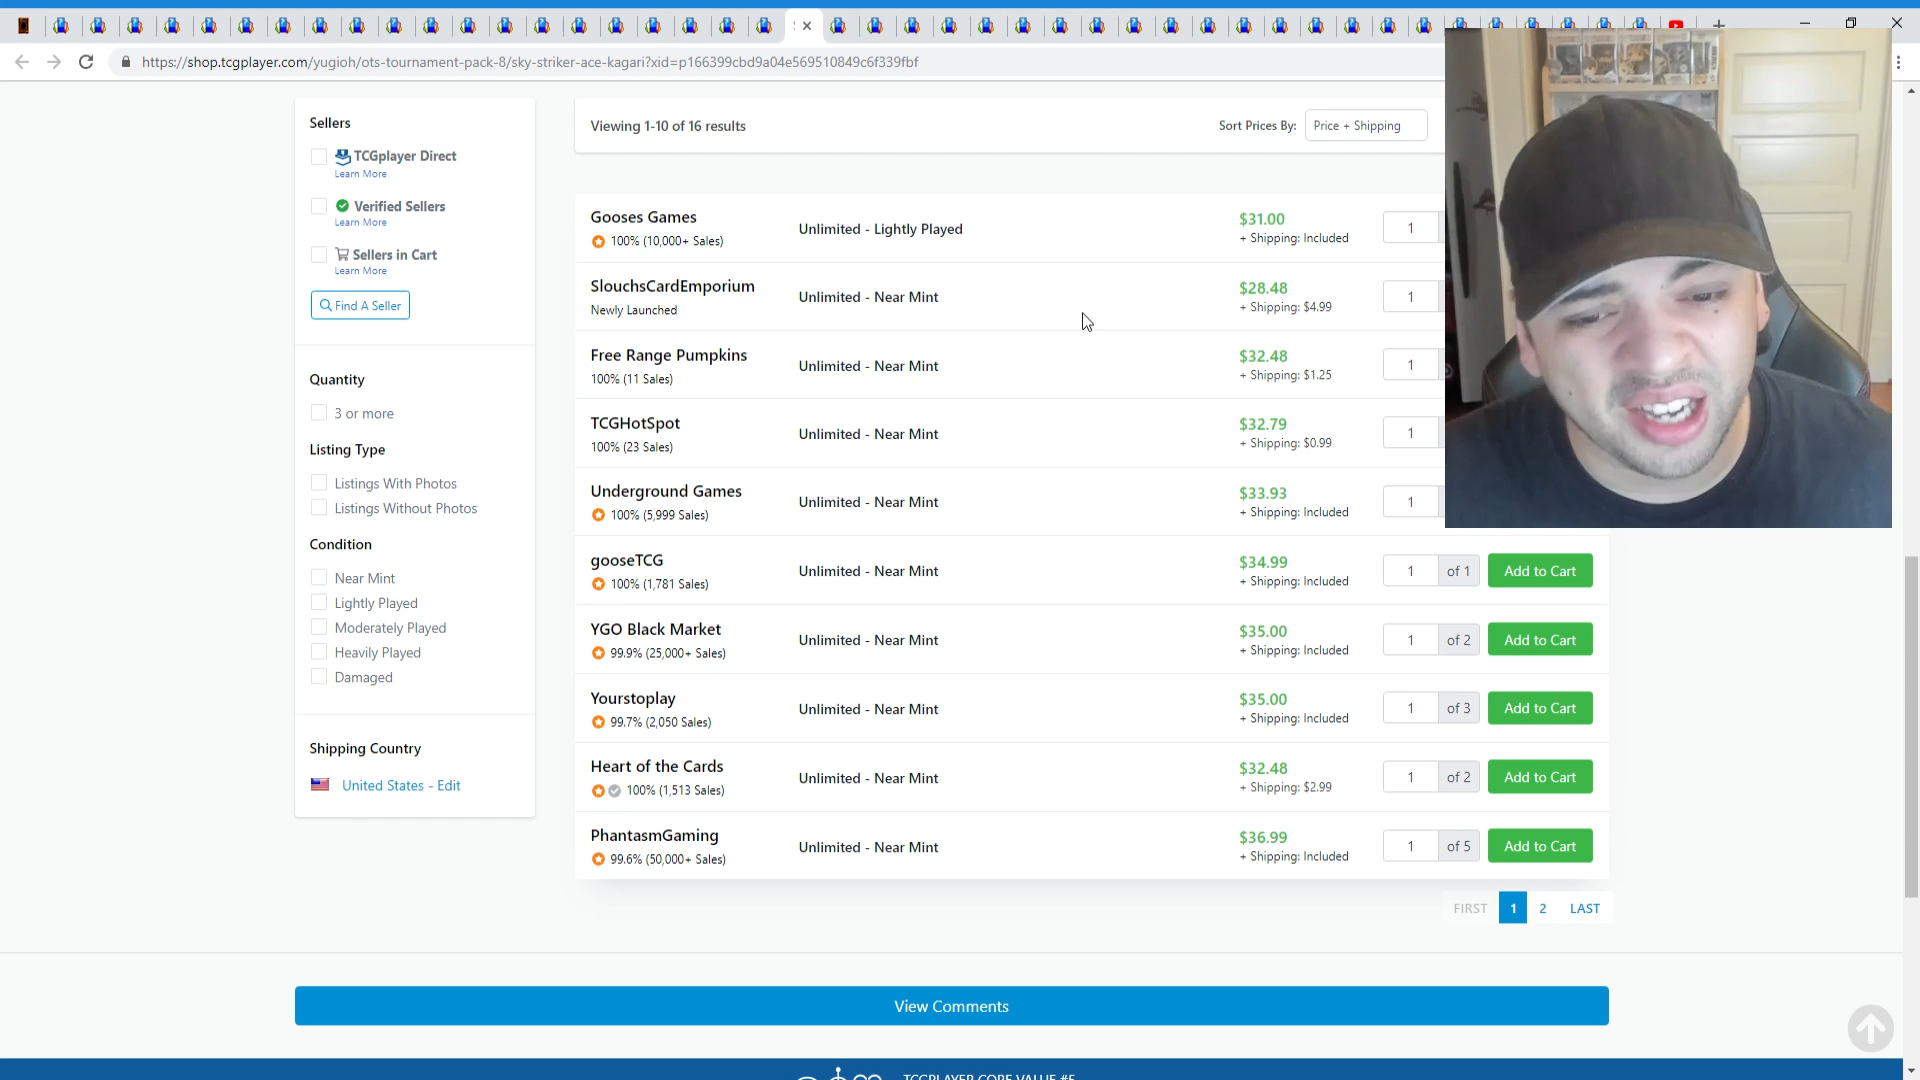 https://shop.tcgplayer.com/yugioh/ots-tournament-pack-8/sky-striker-ace-kagari?xid=p166399cbd9a04e569510849c6f339fbf
Sellers
TCGplayer Direct
Learn More
Verified Sellers
Learn More
Sellers in Cart
Learn More
Find A Seller
Quantity
3 or more
Listing Type
Listings With Photos
Listings Without Photos
Condition
Near Mint
Lightly Played
Moderately Played
Heavily Played
Damaged
Shipping Country
United States - Edit
Viewing 1-10 of 16 results
Sort Prices By: Price + Shipping
Gooses Games
100% (10,000+ Sales)
Unlimited - Lightly Played
$31.00
+ Shipping: Included
1
SlouchsCardEmporium
Newly Launched
Unlimited - Near Mint
$28.48
+ Shipping: $4.99
1
Free Range Pumpkins
100% (11 Sales)
Unlimited - Near Mint
$32.48
+ Shipping: $1.25
1
TCGHotSpot
100% (23 Sales)
Unlimited - Near Mint
$32.79
+ Shipping: $0.99
1
Underground Games
100% (5,999 Sales)
Unlimited - Near Mint
$33.93
+ Shipping: Included
1
gooseTCG
100% (1,781 Sales)
Unlimited - Near Mint
$34.99
+ Shipping: Included
1 of 1 Add to Cart
YGO Black Market
99.9% (25,000+ Sales)
Unlimited - Near Mint
$35.00
+ Shipping: Included
1 of 2 Add to Cart
Yourstoplay
99.7% (2,050 Sales)
Unlimited - Near Mint
$35.00
+ Shipping: Included
1 of 3 Add to Cart
Heart of the Cards
100% (1,513 Sales)
Unlimited - Near Mint
$32.48
+ Shipping: $2.99
1 of 2 Add to Cart
PhantasmGaming
99.6% (50,000+ Sales)
Unlimited - Near Mint
$36.99
+ Shipping: Included
1 of 5 Add to Cart
FIRST 1 2 LAST
View Comments
TCGPLAYER CORE VALUE #5